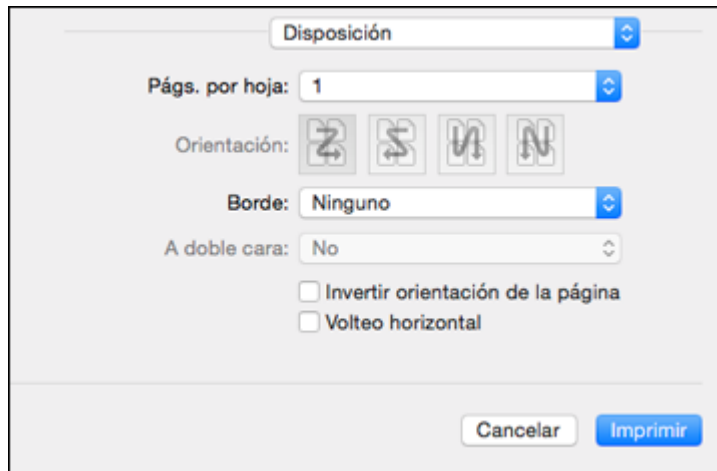 Disposición
Págs. por hoja: 1
Orientación:
Borde: Ninguno
A doble cara: No
Invertir orientación de la página
Volteo horizontal
Cancelar Imprimir